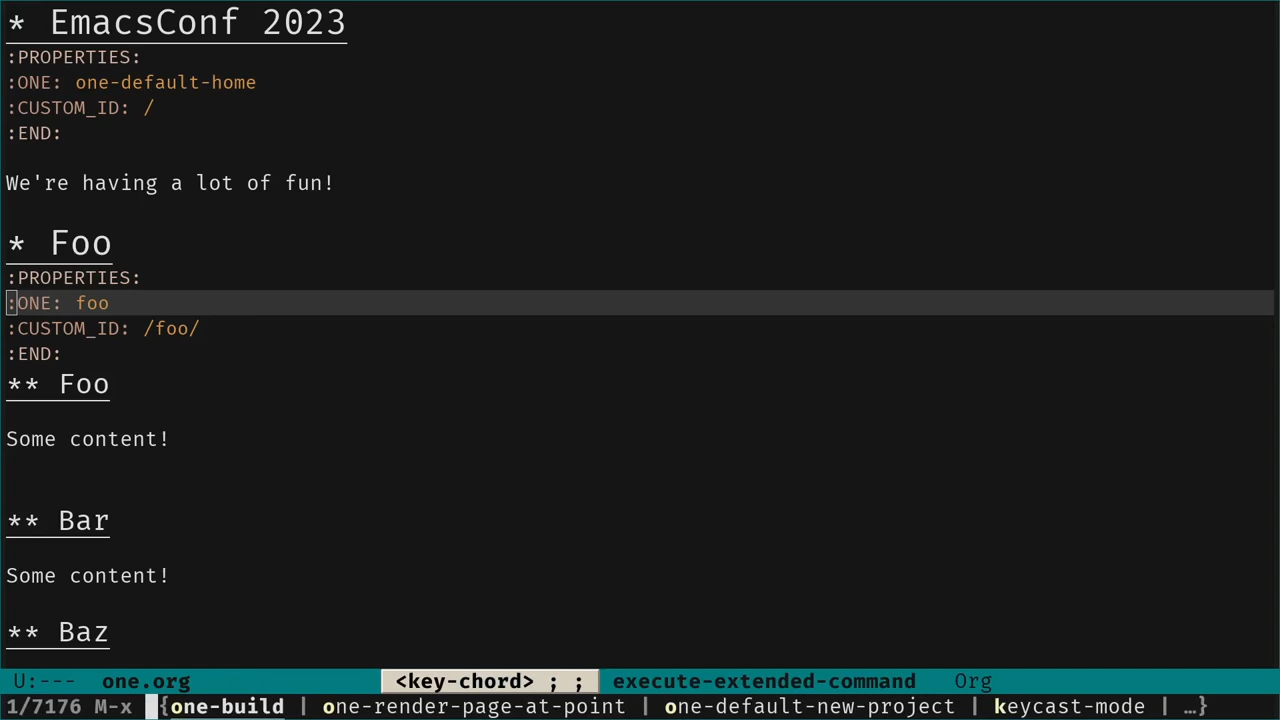 * EmacsConf 2023
:PROPERTIES:
:ONE: one-default-home
:CUSTOM_ID: /
:END:
We're having a lot of fun!
* Foo
:PROPERTIES:
:ONE: foo
:CUSTOM_ID: /foo/
:END:
** Foo
Some content!
** Bar
Some content!
** Baz
U:--- one.org <key-chord> ; ; execute-extended-command Org
1/7176 M-x {one-build | one-render-page-at-point | one-default-new-project | keycast-mode | …}